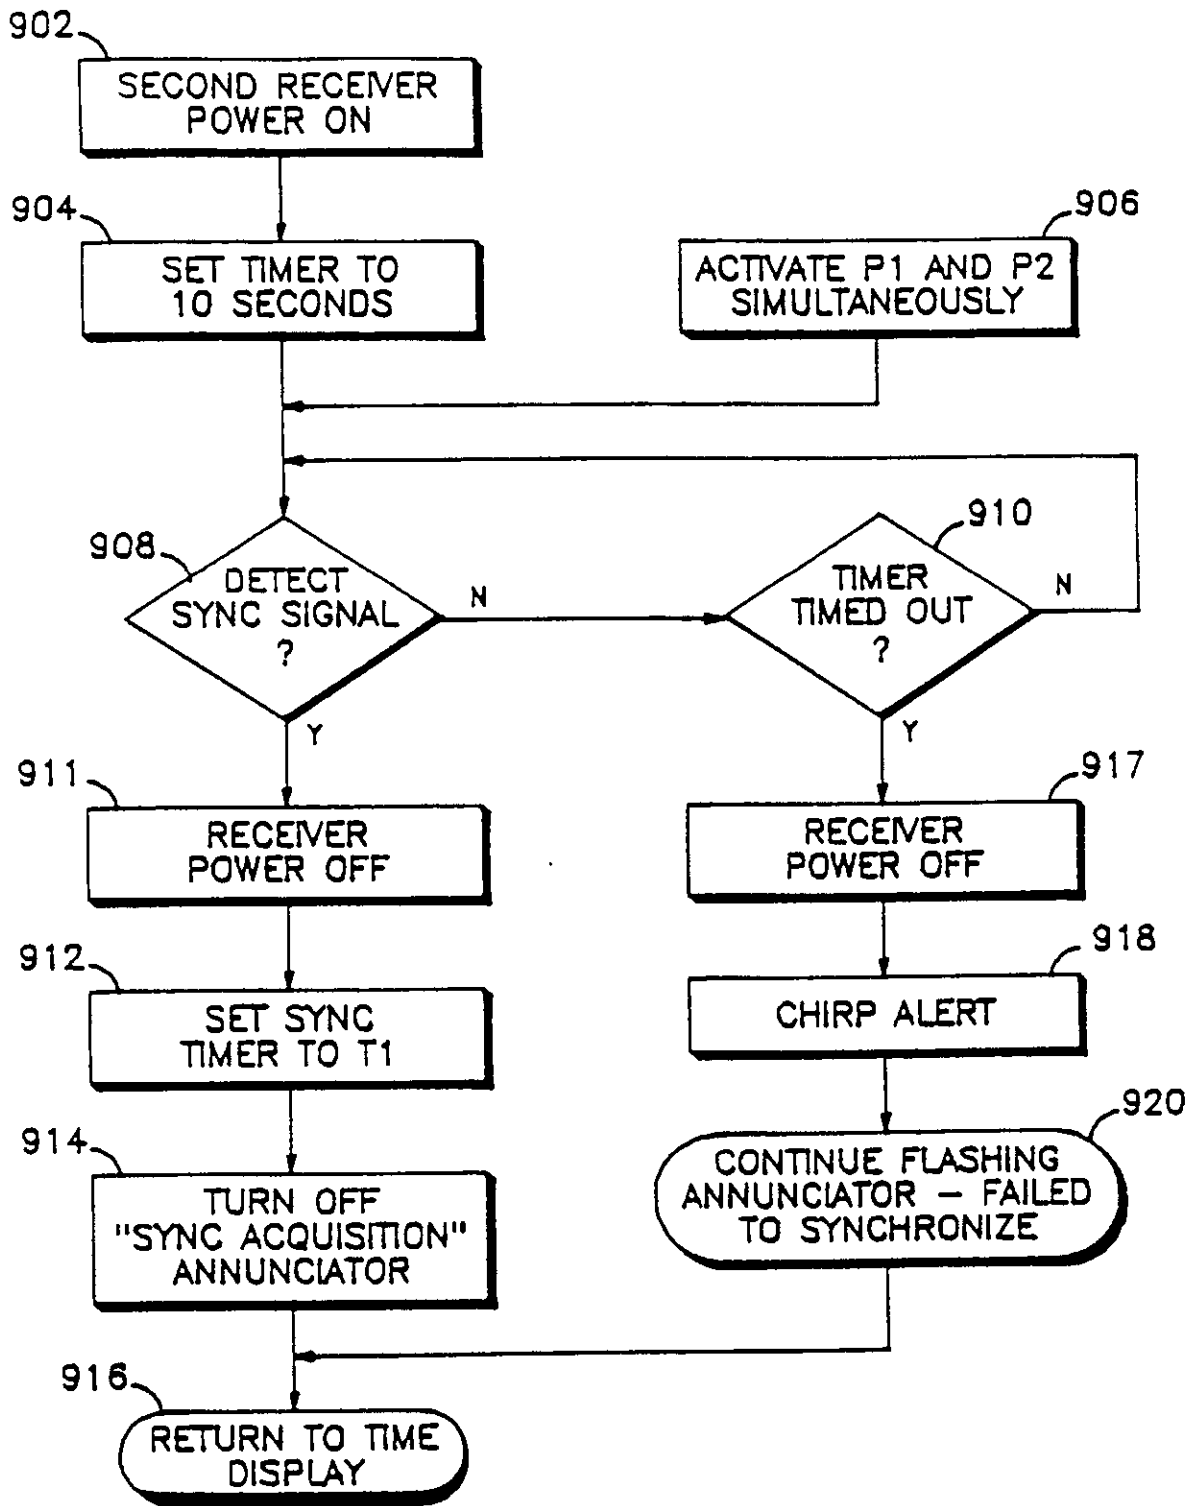 902
SECOND RECEIVER
POWER ON
904
SET TIMER TO
10 SECONDS
906
ACTIVATE P1 AND P2
SIMULTANEOUSLY
908
DETECT
SYNC SIGNAL
?
N
910
TIMER
TIMED OUT
?
N
Y
Y
911
RECEIVER
POWER OFF
917
RECEIVER
POWER OFF
912
SET SYNC
TIMER TO T1
918
CHIRP ALERT
914
TURN OFF
"SYNC ACQUISITION"
ANNUNCIATOR
920
CONTINUE FLASHING
ANNUNCIATOR – FAILED
TO SYNCHRONIZE
916
RETURN TO TIME
DISPLAY